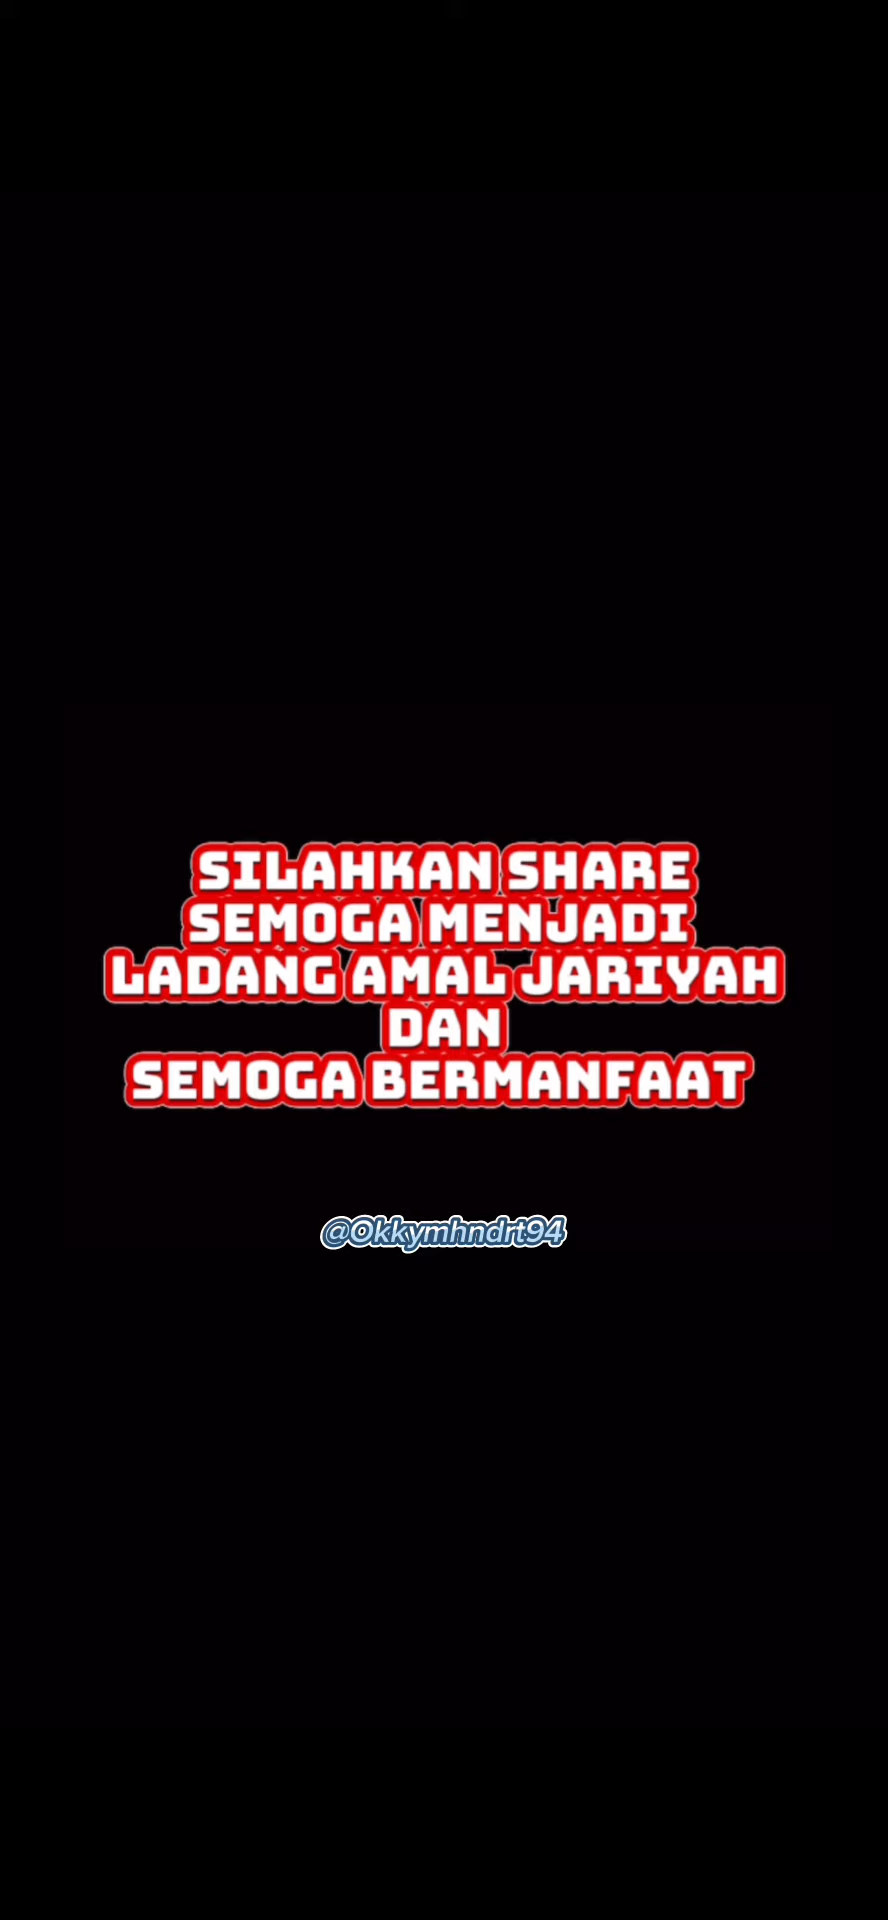 SILAHKAN SHARE
SEMOGA MENJADI
LADANG AMAL JARIYAH
DAN
SEMOGA BERMANFAAT
@Okkymhndrt94